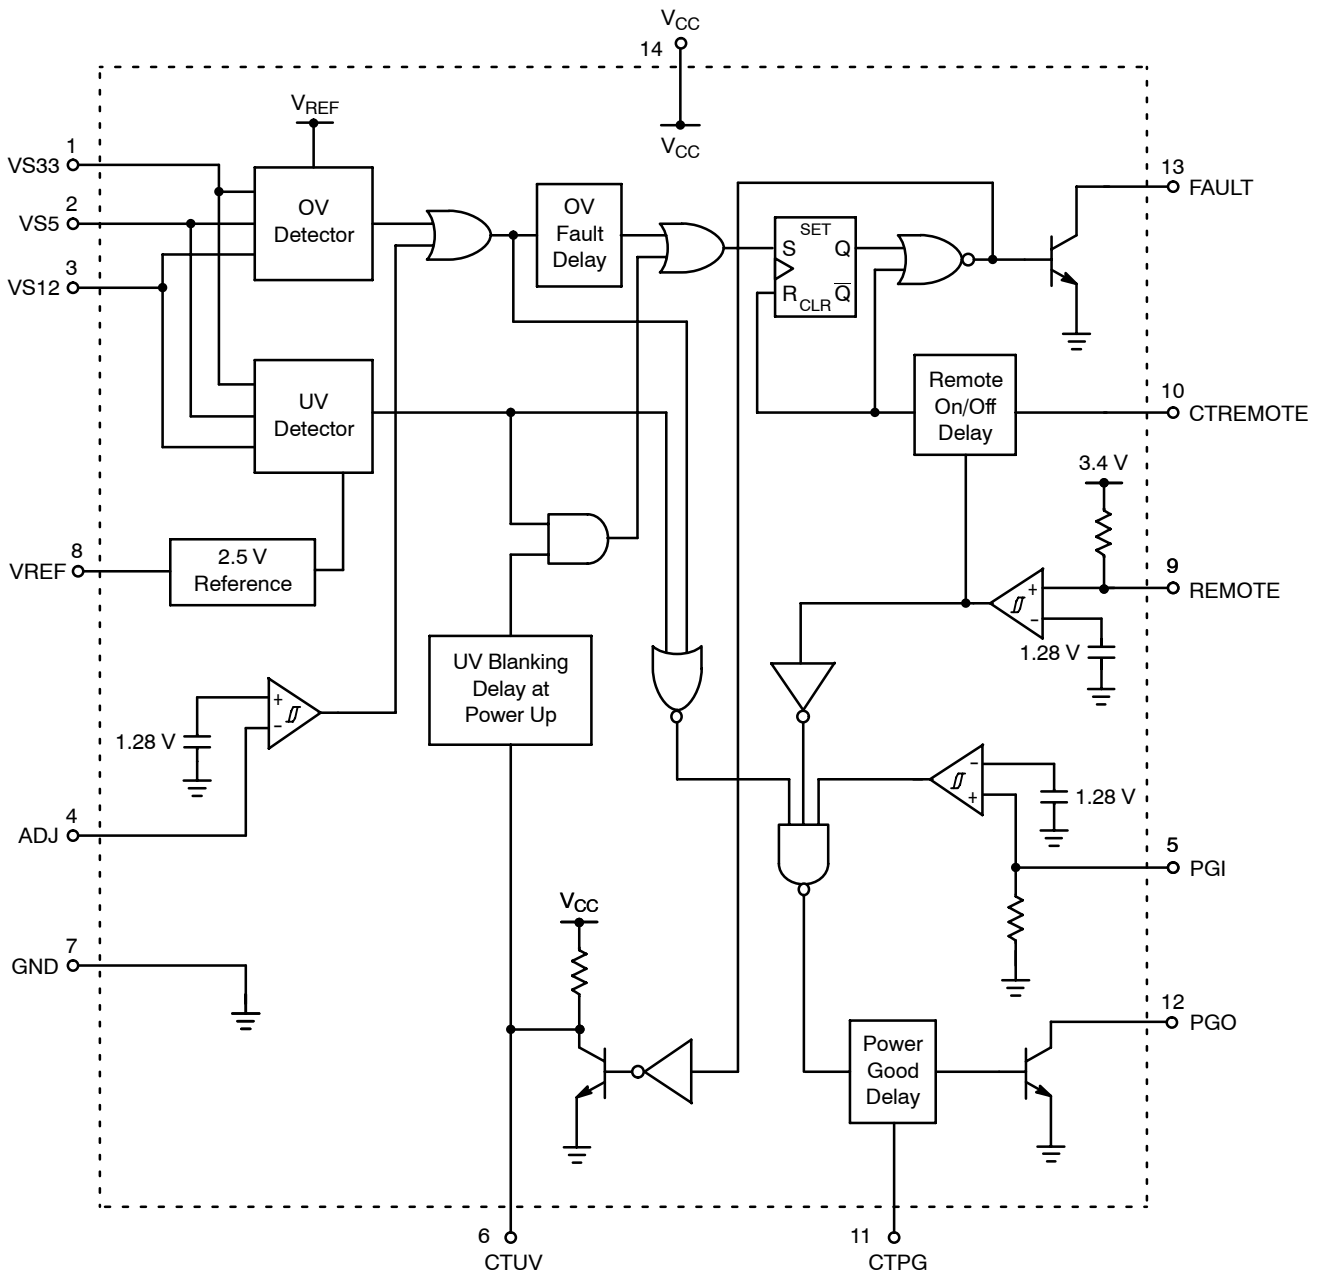 VCC
14
VCC
VREF
1
VS33
2
VS5
3
VS12
OV
Detector
OV
Fault
Delay
SET
S
Q
R
CLR
Q̅
13
FAULT
UV
Detector
Remote
On/Off
Delay
10
CTREMOTE
3.4 V
8
VREF
2.5 V
Reference
9
REMOTE
+
−
1.28 V
UV Blanking
Delay at
Power Up
+
−
1.28 V
−
+
1.28 V
4
ADJ
5
PGI
VCC
7
GND
12
PGO
Power
Good
Delay
6
CTUV
11
CTPG